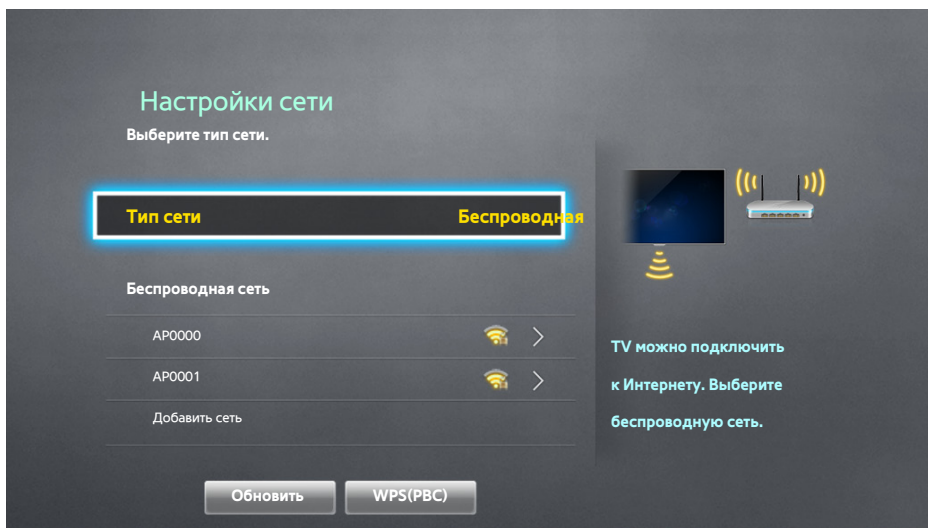 Настройки сети
Выберите тип сети.
Тип сети Беспроводная
Беспроводная сеть
AP0000
AP0001
Добавить сеть
Обновить WPS(PBC)
TV можно подключить
к Интернету. Выберите
беспроводную сеть.